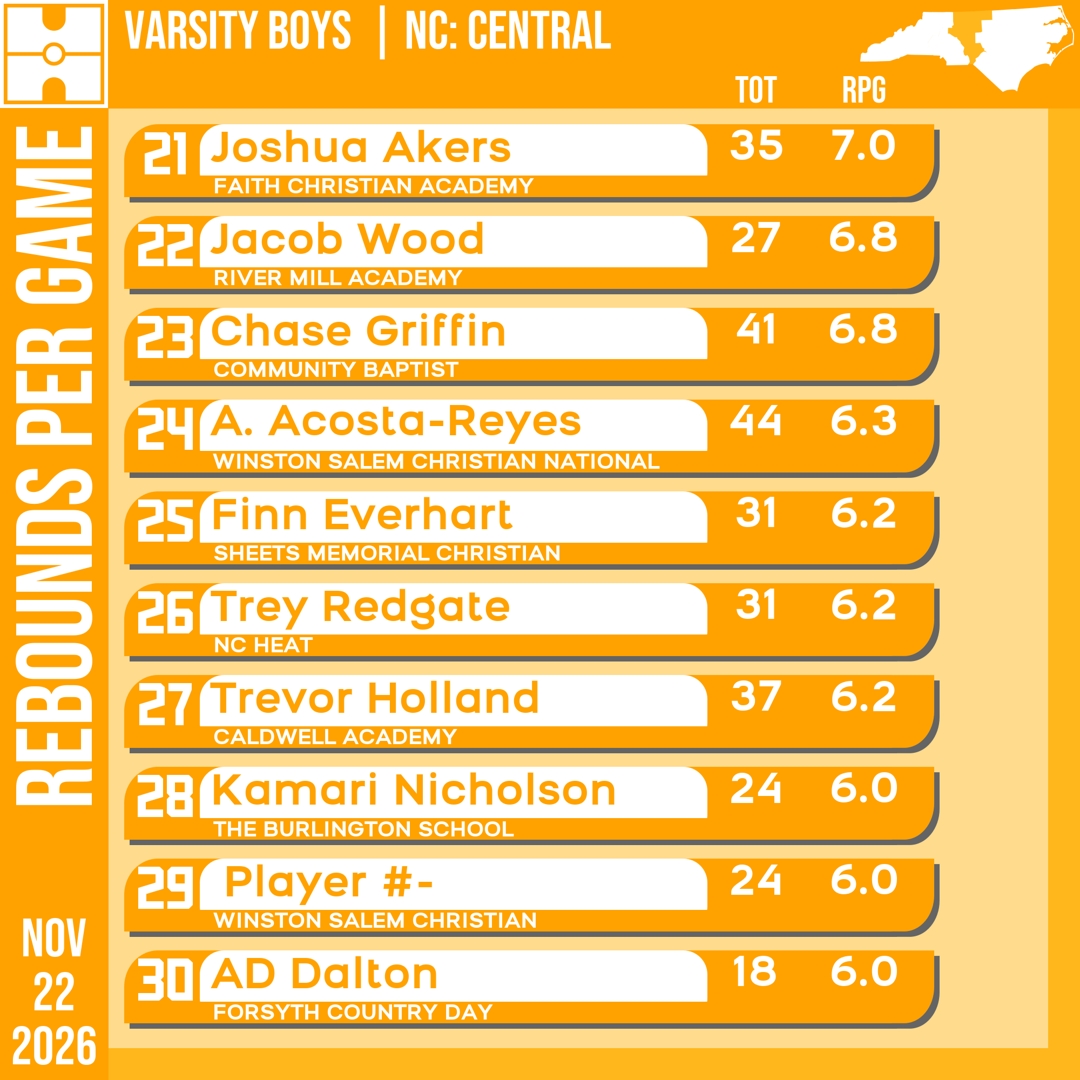 VARSITY BOYS | NC: CENTRAL
TOT RPG
REBOUNDS PER GAME
21 Joshua Akers 35 7.0
FAITH CHRISTIAN ACADEMY
22 Jacob Wood 27 6.8
RIVER MILL ACADEMY
23 Chase Griffin 41 6.8
COMMUNITY BAPTIST
24 A. Acosta-Reyes 44 6.3
WINSTON SALEM CHRISTIAN NATIONAL
25 Finn Everhart 31 6.2
SHEETS MEMORIAL CHRISTIAN
26 Trey Redgate 31 6.2
NC HEAT
27 Trevor Holland 37 6.2
CALDWELL ACADEMY
28 Kamari Nicholson 24 6.0
THE BURLINGTON SCHOOL
29 Player #- 24 6.0
WINSTON SALEM CHRISTIAN
30 AD Dalton 18 6.0
FORSYTH COUNTRY DAY
NOV
22
2026